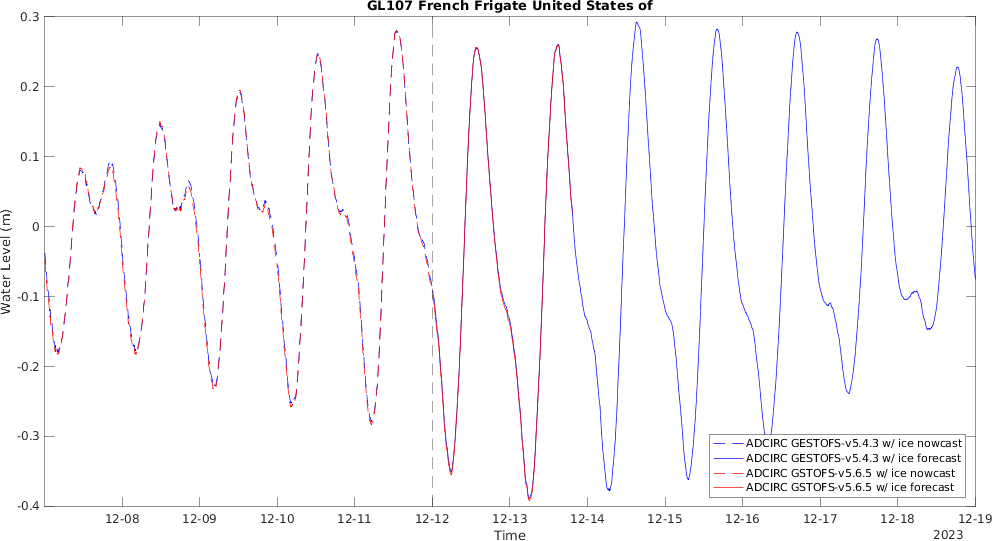 GL107 French Frigate United States of
0.3
0.2
0.1
0
-0.1
-0.2
-0.3
-0.4
Water Level (m)
ADCIRC GESTOFS-v5.4.3 w/ ice nowcast
ADCIRC GESTOFS-v5.4.3 w/ ice forecast
ADCIRC GSTOFS-v5.6.5 w/ ice nowcast
ADCIRC GSTOFS-v5.6.5 w/ ice forecast
12-08 12-09 12-10 12-11 12-12 12-13 12-14 12-15 12-16 12-17 12-18 12-19
Time
2023